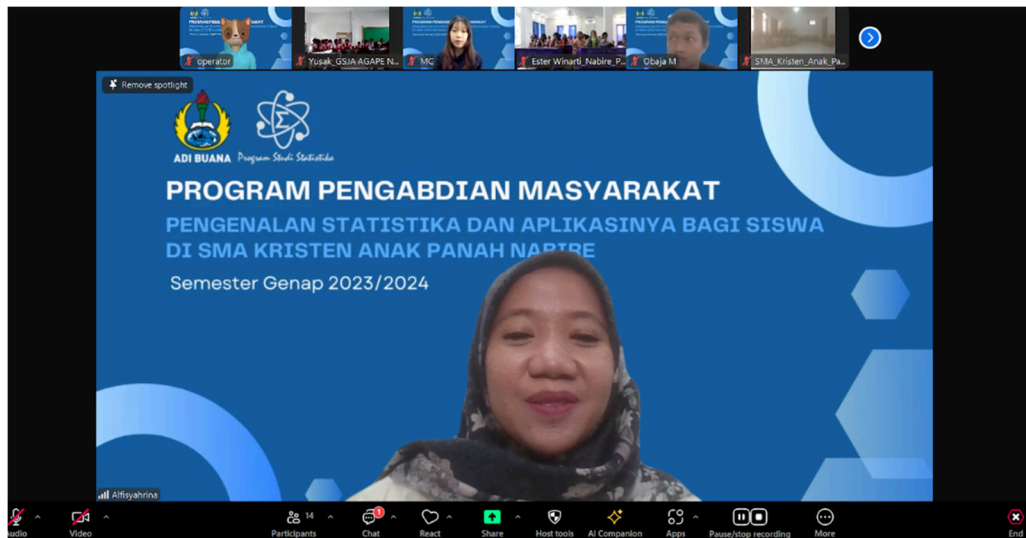 operator
Yusak_GSJA AGAPE N...
MC
Ester Winarti_Nabire_P...
Obaja M
SMA_Kristen_Anak_Pa...
Remove spotlight
ADI BUANA
Program Studi Statistika
PROGRAM PENGABDIAN MASYARAKAT
PENGENALAN STATISTIKA DAN APLIKASINYA BAGI SISWA
DI SMA KRISTEN ANAK PANAH NABIRE
Semester Genap 2023/2024
Alfisyahrina
Audio
Video
14
Participants
1
Chat
React
Share
Host tools
AI Companion
Apps
Pause/stop recording
More
End